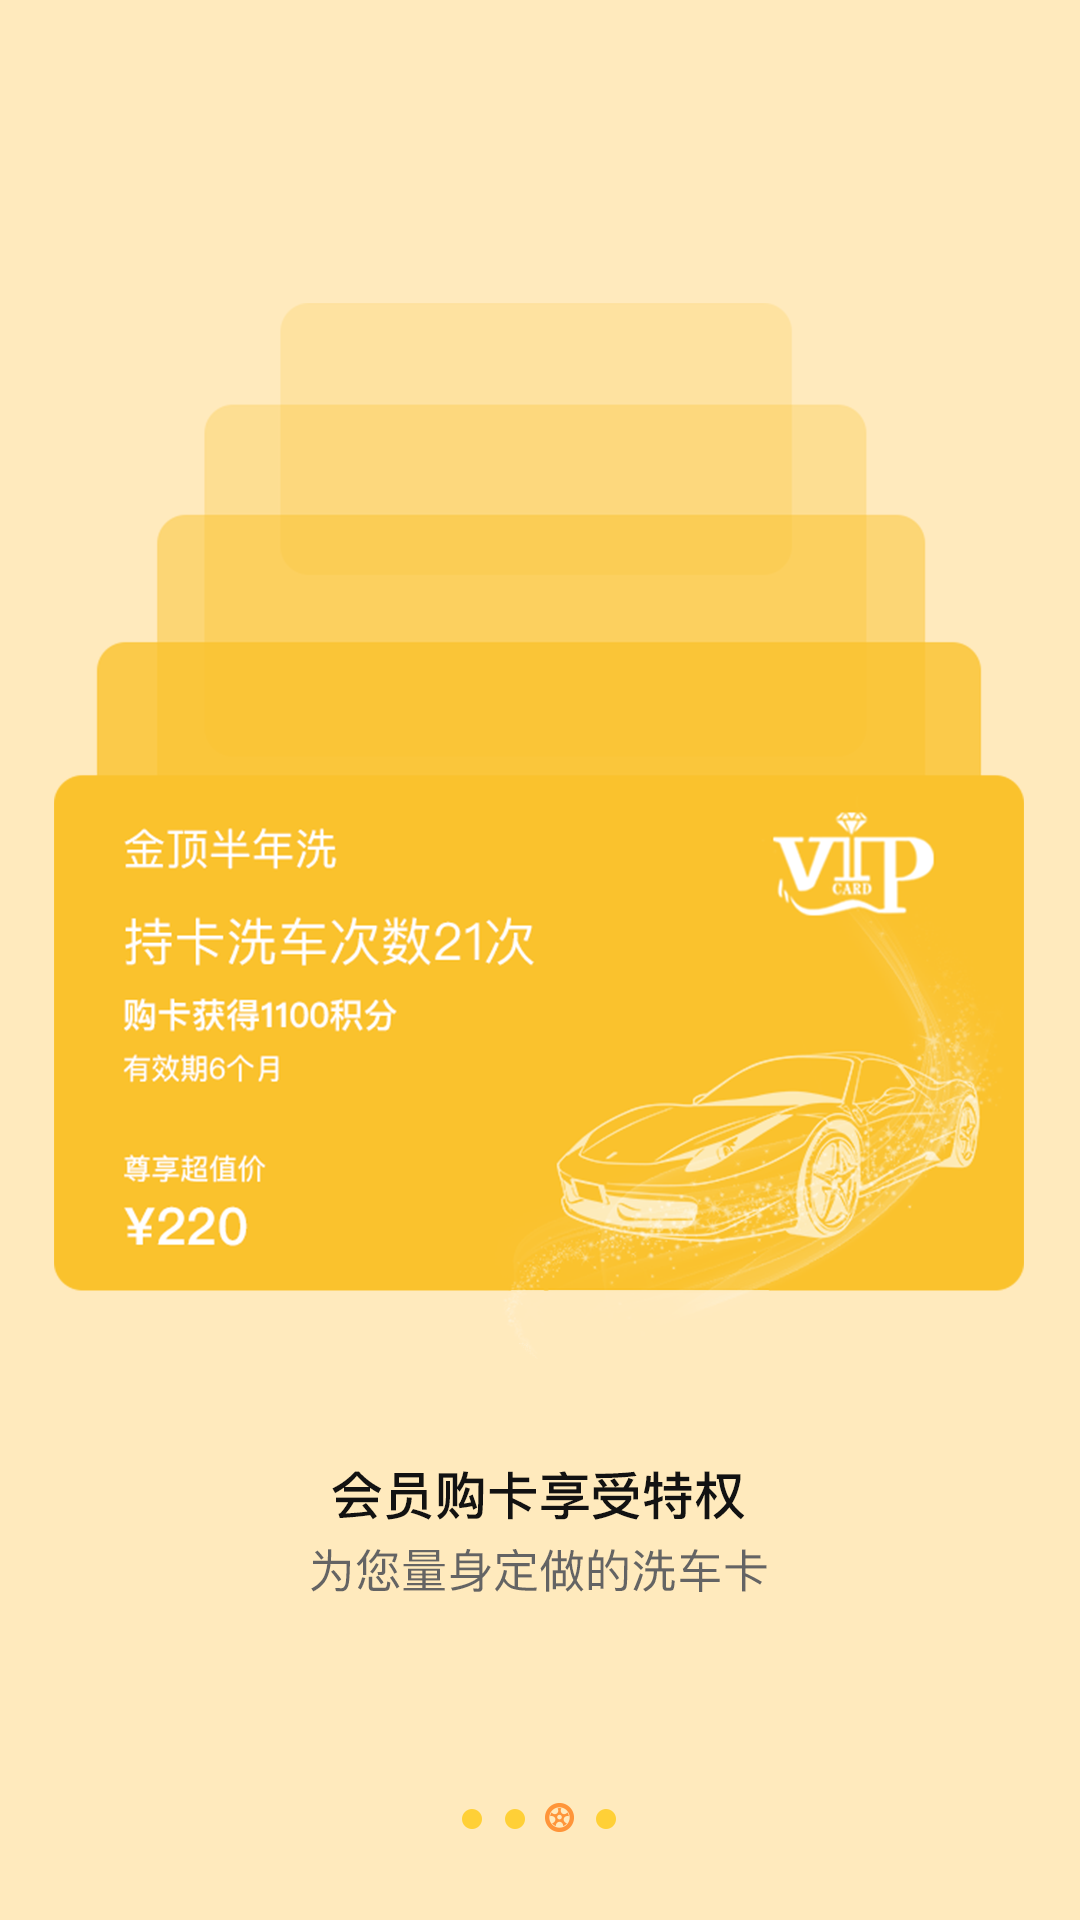 金顶半年洗
VIP
CARD
持卡洗车次数21次
购卡获得1100积分
有效期6个月
尊享超值价
¥220
会员购卡享受特权
为您量身定做的洗车卡